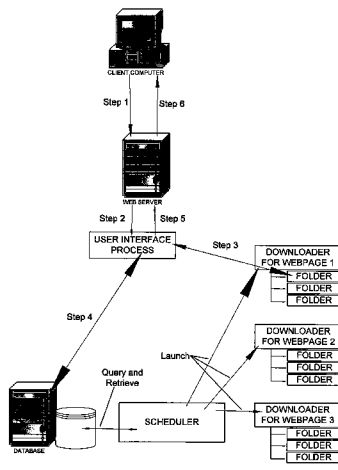 CLIENT COMPUTER
Step 1
Step 6
WEB SERVER
Step 2
Step 5
USER INTERFACE
PROCESS
Step 3
DOWNLOADER
FOR WEBPAGE 1
FOLDER
FOLDER
FOLDER
Step 4
DOWNLOADER
FOR WEBPAGE 2
FOLDER
FOLDER
FOLDER
Launch
Query and
Retrieve
SCHEDULER
DOWNLOADER
FOR WEBPAGE 3
FOLDER
FOLDER
FOLDER
DATABASE